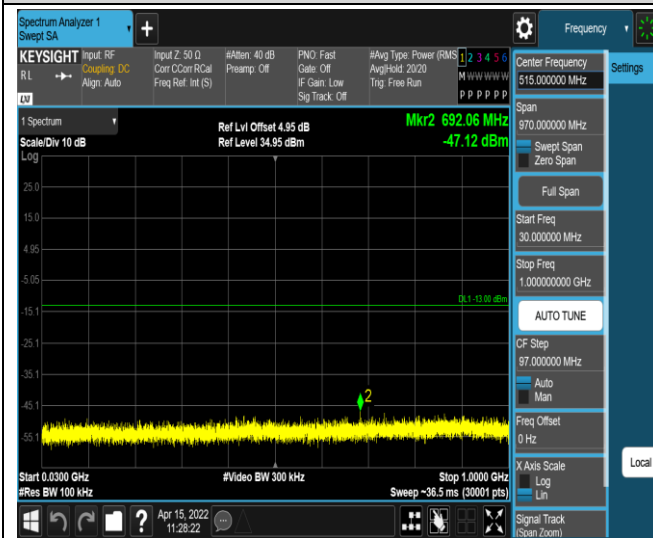 Spectrum Analyzer 1
Swept SA
+
Frequency
KEYSIGHT
Input: RF
Input Z: 50 Ω
#Atten: 40 dB
PNO: Fast
#Avg Type: Power (RMS
1 2 3 4 5 6
RL
Coupling: DC
Corr CCorr RCal
Preamp: Off
Gate: Off
Avg|Hold: 20/20
M W W W W W
Align: Auto
Freq Ref: Int (S)
IF Gain: Low
Trig: Free Run
P P P P P P
Sig Track: Off
LXI
1 Spectrum
Ref Lvl Offset 4.95 dB
Mkr2 692.06 MHz
Scale/Div 10 dB
Ref Level 34.95 dBm
-47.12 dBm
Log
25.0
15.0
4.95
-5.05
DL1 -13.00 dBm
-15.1
-25.1
-35.1
2
-45.1
-55.1
Start 0.0300 GHz
#Video BW 300 kHz
Stop 1.0000 GHz
#Res BW 100 kHz
Sweep ~36.5 ms (30001 pts)
?
Apr 15, 2022
11:28:22
Center Frequency
515.000000 MHz
Settings
Span
970.000000 MHz
Swept Span
Zero Span
Full Span
Start Freq
30.000000 MHz
Stop Freq
1.000000000 GHz
AUTO TUNE
CF Step
97.000000 MHz
Auto
Man
Freq Offset
0 Hz
X Axis Scale
Log
Lin
Local
Signal Track
(Span Zoom)